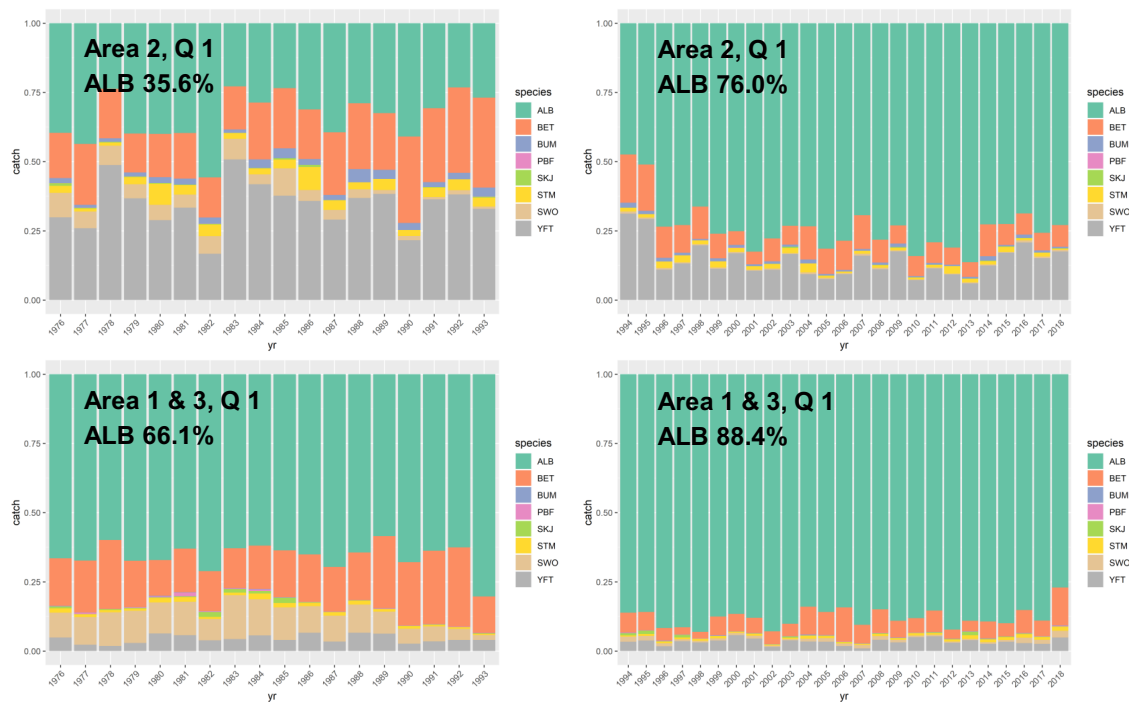 Area 2, Q 1
ALB 35.6%
1.00
0.75
0.50
0.25
0.00
catch
1976
1977
1978
1979
1980
1981
1982
1983
1984
1985
1986
1987
1988
1989
1990
1991
1992
1993
yr
species
ALB
BET
BUM
PBF
SKJ
STM
SWO
YFT
Area 2, Q 1
ALB 76.0%
1.00
0.75
0.50
0.25
0.00
catch
1994
1995
1996
1997
1998
1999
2000
2001
2002
2003
2004
2005
2006
2007
2008
2009
2010
2011
2012
2013
2014
2015
2016
2017
2018
yr
species
ALB
BET
BUM
PBF
SKJ
STM
SWO
YFT
Area 1 & 3, Q 1
ALB 66.1%
1.00
0.75
0.50
0.25
0.00
catch
1976
1977
1978
1979
1980
1981
1982
1983
1984
1985
1986
1987
1988
1989
1990
1991
1992
1993
yr
species
ALB
BET
BUM
PBF
SKJ
STM
SWO
YFT
Area 1 & 3, Q 1
ALB 88.4%
1.00
0.75
0.50
0.25
0.00
catch
1994
1995
1996
1997
1998
1999
2000
2001
2002
2003
2004
2005
2006
2007
2008
2009
2010
2011
2012
2013
2014
2015
2016
2017
2018
yr
species
ALB
BET
BUM
PBF
SKJ
STM
SWO
YFT